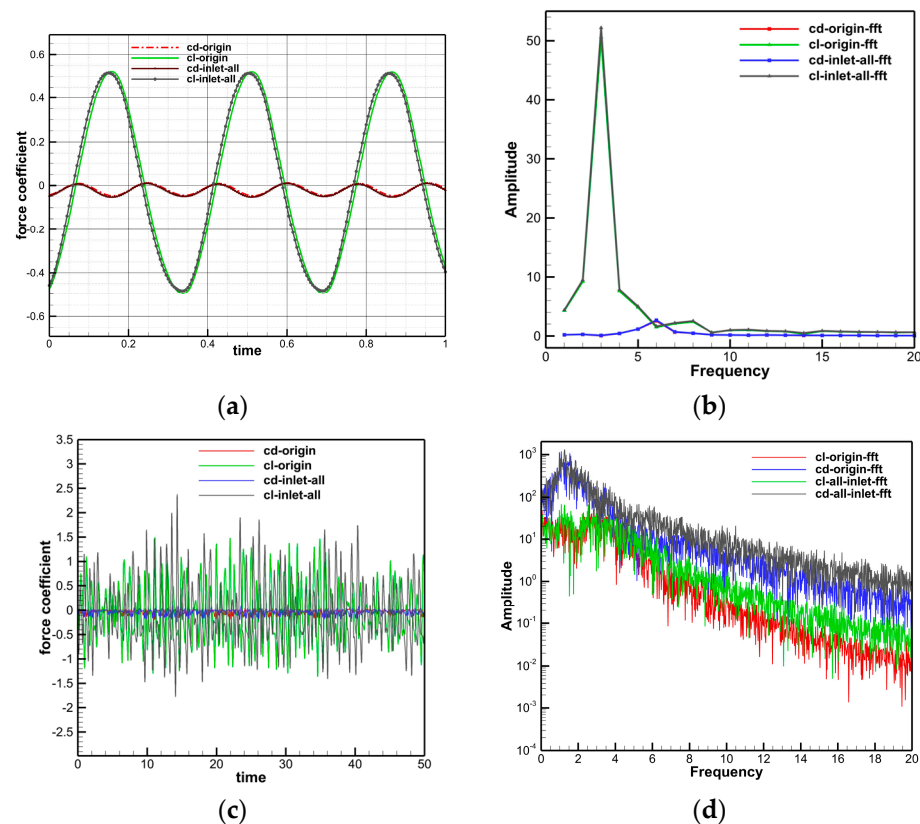 cd-origin
cl-origin
cd-inlet-all
cl-inlet-all
force coefficient
0.6
0.4
0.2
0
-0.2
-0.4
-0.6
0 0.2 0.4 0.6 0.8 1
time
(a)
cd-origin-fft
cl-origin-fft
cd-inlet-all-fft
cl-inlet-all-fft
Amplitude
50
40
30
20
10
0
0 5 10 15 20
Frequency
(b)
cd-origin
cl-origin
cd-inlet-all
cl-inlet-all
force coefficient
3.5
3
2.5
2
1.5
1
0.5
0
-0.5
-1
-1.5
-2
-2.5
0 10 20 30 40 50
time
(c)
cl-origin-fft
cd-origin-fft
cl-all-inlet-fft
cd-all-inlet-fft
Amplitude
10³
10²
10¹
10⁰
10⁻¹
10⁻²
10⁻³
10⁻⁴
0 2 4 6 8 10 12 14 16 18 20
Frequency
(d)